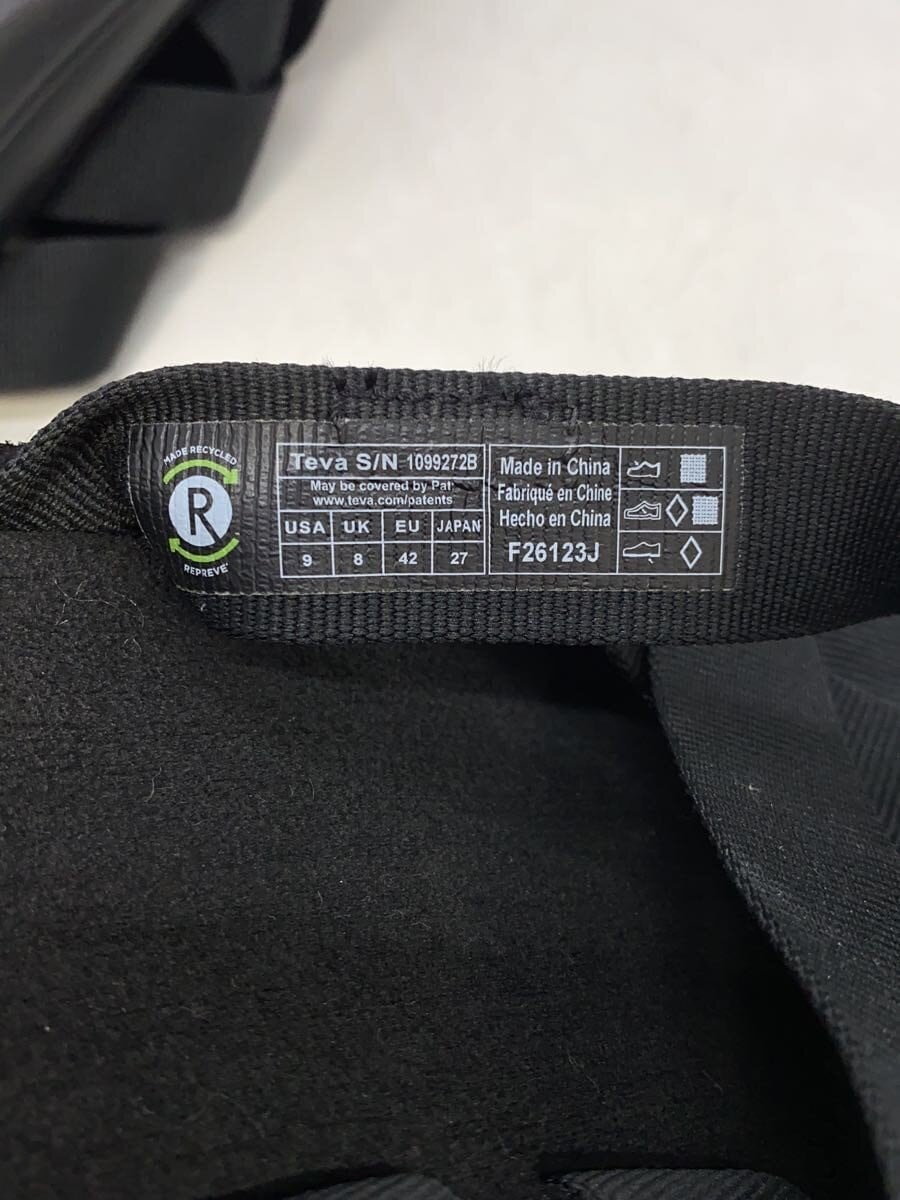 MADE RECYCLED
R
REPREVE
Teva S/N 1099272B
May be covered by Pat:
www.teva.com/patents
USA UK EU JAPAN
9 8 42 27
Made in China
Fabriqué en Chine
Hecho en China
F26123J